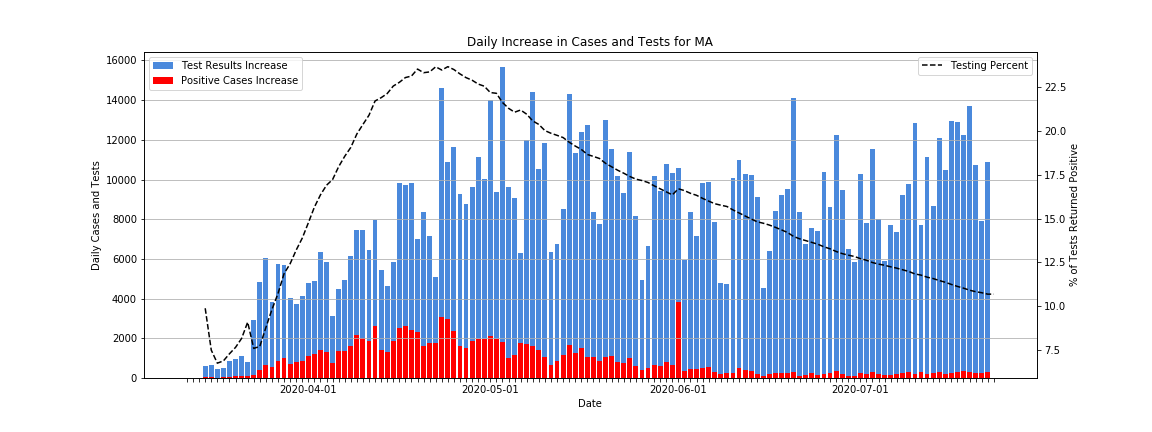 Daily Increase in Cases and Tests for MA
Test Results Increase
Positive Cases Increase
Testing Percent
16000
14000
12000
10000
8000
6000
4000
2000
0
Daily Cases and Tests
22.5
20.0
17.5
15.0
12.5
10.0
7.5
% of Tests Returned Positive
2020-04-01
2020-05-01
2020-06-01
2020-07-01
Date